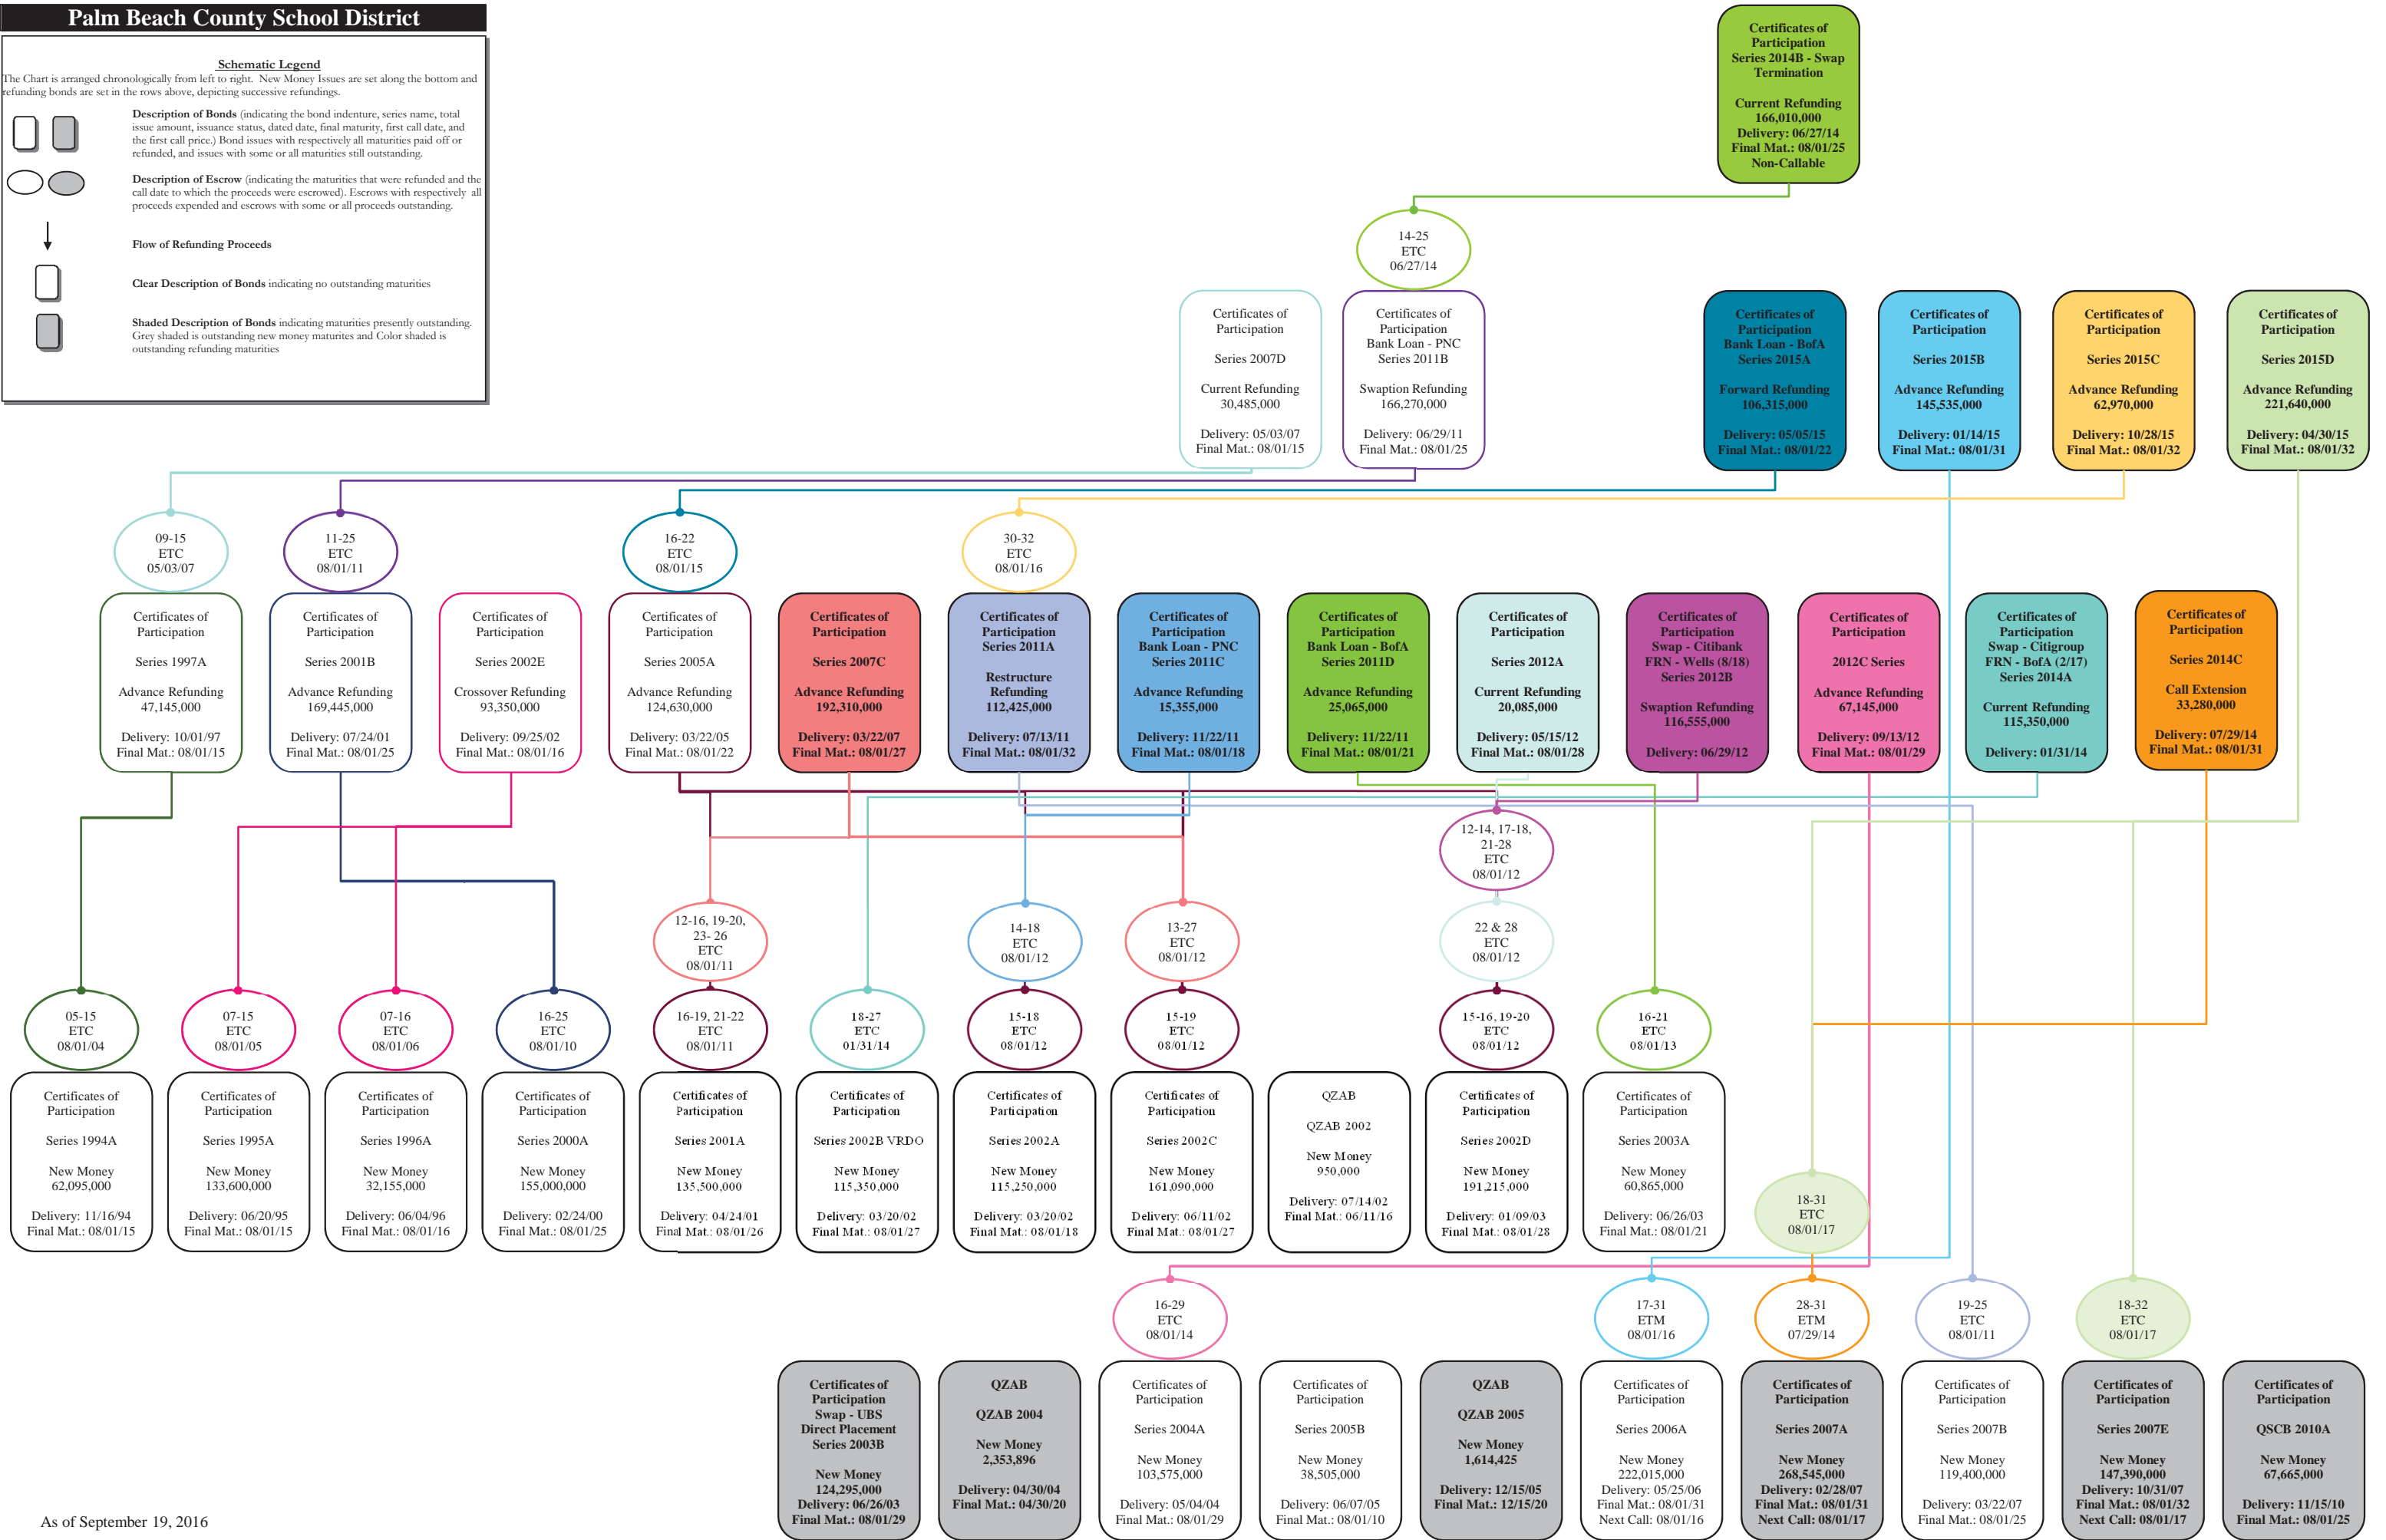 Palm Beach County School District
Schematic Legend
The Chart is arranged chronologically from left to right. New Money Issues are set along the bottom and
refunding bonds are set in the rows above, depicting successive refundings.
Description of Bonds (indicating the bond indenture, series name, total
issue amount, issuance status, dated date, final maturity, first call date, and
the first call price.) Bond issues with respectively all maturities paid off or
refunded, and issues with some or all maturities still outstanding.
Description of Escrow (indicating the maturities that were refunded and the
call date to which the proceeds were escrowed). Escrows with respectively all
proceeds expended and escrows with some or all proceeds outstanding.
Flow of Refunding Proceeds
Clear Description of Bonds indicating no outstanding maturities
Shaded Description of Bonds indicating maturities presently outstanding.
Grey shaded is outstanding new money maturites and Color shaded is
outstanding refunding maturities
Certificates of
Participation
Series 2014B - Swap
Termination
Current Refunding
166,010,000
Delivery: 06/27/14
Final Mat.: 08/01/25
Non-Callable
14-25
ETC
06/27/14
Certificates of
Participation
Series 2007D
Current Refunding
30,485,000
Delivery: 05/03/07
Final Mat.: 08/01/15
Certificates of
Participation
Bank Loan - PNC
Series 2011B
Swaption Refunding
166,270,000
Delivery: 06/29/11
Final Mat.: 08/01/25
Certificates of
Participation
Bank Loan - BofA
Series 2015A
Forward Refunding
106,315,000
Delivery: 05/05/15
Final Mat.: 08/01/22
Certificates of
Participation
Series 2015B
Advance Refunding
145,535,000
Delivery: 01/14/15
Final Mat.: 08/01/31
Certificates of
Participation
Series 2015C
Advance Refunding
62,970,000
Delivery: 10/28/15
Final Mat.: 08/01/32
Certificates of
Participation
Series 2015D
Advance Refunding
221,640,000
Delivery: 04/30/15
Final Mat.: 08/01/32
09-15
ETC
05/03/07
11-25
ETC
08/01/11
16-22
ETC
08/01/15
30-32
ETC
08/01/16
Certificates of
Participation
Series 1997A
Advance Refunding
47,145,000
Delivery: 10/01/97
Final Mat.: 08/01/15
Certificates of
Participation
Series 2001B
Advance Refunding
169,445,000
Delivery: 07/24/01
Final Mat.: 08/01/25
Certificates of
Participation
Series 2002E
Crossover Refunding
93,350,000
Delivery: 09/25/02
Final Mat.: 08/01/16
Certificates of
Participation
Series 2005A
Advance Refunding
124,630,000
Delivery: 03/22/05
Final Mat.: 08/01/22
Certificates of
Participation
Series 2007C
Advance Refunding
192,310,000
Delivery: 03/22/07
Final Mat.: 08/01/27
Certificates of
Participation
Series 2011A
Restructure
Refunding
112,425,000
Delivery: 07/13/11
Final Mat.: 08/01/32
Certificates of
Participation
Bank Loan - PNC
Series 2011C
Advance Refunding
15,355,000
Delivery: 11/22/11
Final Mat.: 08/01/18
Certificates of
Participation
Bank Loan - BofA
Series 2011D
Advance Refunding
25,065,000
Delivery: 11/22/11
Final Mat.: 08/01/21
Certificates of
Participation
Series 2012A
Current Refunding
20,085,000
Delivery: 05/15/12
Final Mat.: 08/01/28
Certificates of
Participation
Swap - Citibank
FRN - Wells (8/18)
Series 2012B
Swaption Refunding
116,555,000
Delivery: 06/29/12
Certificates of
Participation
2012C Series
Advance Refunding
67,145,000
Delivery: 09/13/12
Final Mat.: 08/01/29
Certificates of
Participation
Swap - Citigroup
FRN - BofA (2/17)
Series 2014A
Current Refunding
115,350,000
Delivery: 01/31/14
Certificates of
Participation
Series 2014C
Call Extension
33,280,000
Delivery: 07/29/14
Final Mat.: 08/01/31
12-14, 17-18,
21-28
ETC
08/01/12
12-16, 19-20,
23- 26
ETC
08/01/11
14-18
ETC
08/01/12
13-27
ETC
08/01/12
22 & 28
ETC
08/01/12
05-15
ETC
08/01/04
07-15
ETC
08/01/05
07-16
ETC
08/01/06
16-25
ETC
08/01/10
16-19, 21-22
ETC
08/01/11
18-27
ETC
01/31/14
15-18
ETC
08/01/12
15-19
ETC
08/01/12
15-16, 19-20
ETC
08/01/12
16-21
ETC
08/01/13
Certificates of
Participation
Series 1994A
New Money
62,095,000
Delivery: 11/16/94
Final Mat.: 08/01/15
Certificates of
Participation
Series 1995A
New Money
133,600,000
Delivery: 06/20/95
Final Mat.: 08/01/15
Certificates of
Participation
Series 1996A
New Money
32,155,000
Delivery: 06/04/96
Final Mat.: 08/01/16
Certificates of
Participation
Series 2000A
New Money
155,000,000
Delivery: 02/24/00
Final Mat.: 08/01/25
Certificates of
Participation
Series 2001A
New Money
135,500,000
Delivery: 04/24/01
Final Mat.: 08/01/26
Certificates of
Participation
Series 2002B VRDO
New Money
115,350,000
Delivery: 03/20/02
Final Mat.: 08/01/27
Certificates of
Participation
Series 2002A
New Money
115,250,000
Delivery: 03/20/02
Final Mat.: 08/01/18
Certificates of
Participation
Series 2002C
New Money
161,090,000
Delivery: 06/11/02
Final Mat.: 08/01/27
QZAB
QZAB 2002
New Money
950,000
Delivery: 07/14/02
Final Mat.: 06/11/16
Certificates of
Participation
Series 2002D
New Money
191,215,000
Delivery: 01/09/03
Final Mat.: 08/01/28
Certificates of
Participation
Series 2003A
New Money
60,865,000
Delivery: 06/26/03
Final Mat.: 08/01/21
18-31
ETC
08/01/17
16-29
ETC
08/01/14
17-31
ETM
08/01/16
28-31
ETM
07/29/14
19-25
ETC
08/01/11
18-32
ETC
08/01/17
Certificates of
Participation
Swap - UBS
Direct Placement
Series 2003B
New Money
124,295,000
Delivery: 06/26/03
Final Mat.: 08/01/29
QZAB
QZAB 2004
New Money
2,353,896
Delivery: 04/30/04
Final Mat.: 04/30/20
Certificates of
Participation
Series 2004A
New Money
103,575,000
Delivery: 05/04/04
Final Mat.: 08/01/29
Certificates of
Participation
Series 2005B
New Money
38,505,000
Delivery: 06/07/05
Final Mat.: 08/01/10
QZAB
QZAB 2005
New Money
1,614,425
Delivery: 12/15/05
Final Mat.: 12/15/20
Certificates of
Participation
Series 2006A
New Money
222,015,000
Delivery: 05/25/06
Final Mat.: 08/01/31
Next Call: 08/01/16
Certificates of
Participation
Series 2007A
New Money
268,545,000
Delivery: 02/28/07
Final Mat.: 08/01/31
Next Call: 08/01/17
Certificates of
Participation
Series 2007B
New Money
119,400,000
Delivery: 03/22/07
Final Mat.: 08/01/25
Certificates of
Participation
Series 2007E
New Money
147,390,000
Delivery: 10/31/07
Final Mat.: 08/01/32
Next Call: 08/01/17
Certificates of
Participation
QSCB 2010A
New Money
67,665,000
Delivery: 11/15/10
Final Mat.: 08/01/25
As of September 19, 2016